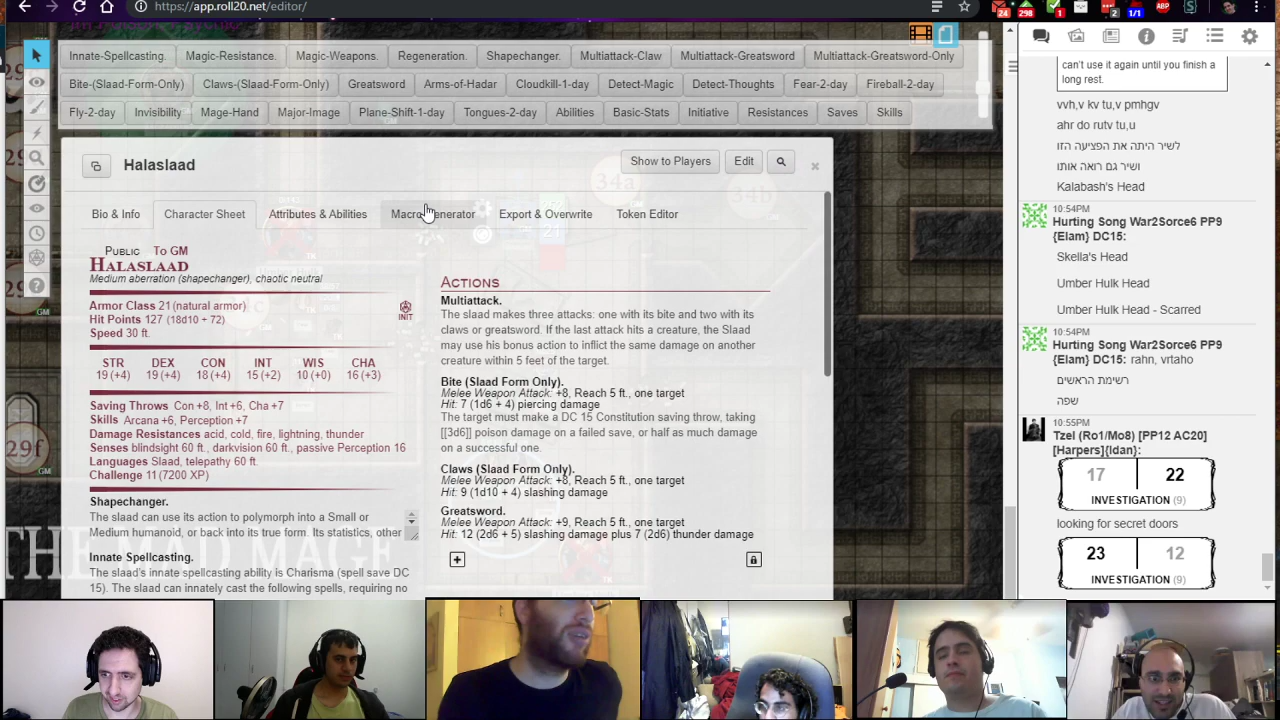 https://app.roll20.net/editor/
24 298 1 2 1/1 ABP S
Innate-Spellcasting. Magic-Resistance. Magic-Weapons. Regeneration. Shapechanger. Multiattack-Claw Multiattack-Greatsword Multiattack-Greatsword-Only
Bite-(Slaad-Form-Only) Claws-(Slaad-Form-Only) Greatsword Arms-of-Hadar Cloudkill-1-day Detect-Magic Detect-Thoughts Fear-2-day Fireball-2-day
Fly-2-day Invisibility Mage-Hand Major-Image Plane-Shift-1-day Tongues-2-day Abilities Basic-Stats Initiative Resistances Saves Skills
Halaslaad
Show to Players Edit
Bio & Info Character Sheet Attributes & Abilities Macro Generator Export & Overwrite Token Editor
34a
29f
GM
PUBLIC To GM
HALASLAAD
Medium aberration (shapechanger), chaotic neutral
Armor Class 21 (natural armor)
Hit Points 127 (18d10 + 72)
Speed 30 ft.
INIT
STR DEX CON INT WIS CHA
19 (+4) 19 (+4) 18 (+4) 15 (+2) 10 (+0) 16 (+3)
Saving Throws Con +8, Int +6, Cha +7
Skills Arcana +6, Perception +7
Damage Resistances acid, cold, fire, lightning, thunder
Senses blindsight 60 ft., darkvision 60 ft., passive Perception 16
Languages Slaad, telepathy 60 ft.
Challenge 11 (7200 XP)
Shapechanger.
The slaad can use its action to polymorph into a Small or
Medium humanoid, or back into its true form. Its statistics, other
Innate Spellcasting.
The slaad's innate spellcasting ability is Charisma (spell save DC
15). The slaad can innately cast the following spells, requiring no
ACTIONS
Multiattack.
The slaad makes three attacks: one with its bite and two with its
claws or greatsword. If the last attack hits a creature, the Slaad
may use his bonus action to inflict the same damage on another
creature within 5 feet of the target.
Bite (Slaad Form Only).
Melee Weapon Attack: +8, Reach 5 ft., one target
Hit: 7 (1d6 + 4) piercing damage
The target must make a DC 15 Constitution saving throw, taking
[[3d6]] poison damage on a failed save, or half as much damage
on a successful one.
Claws (Slaad Form Only).
Melee Weapon Attack: +8, Reach 5 ft., one target
Hit: 9 (1d10 + 4) slashing damage
Greatsword.
Melee Weapon Attack: +9, Reach 5 ft., one target
Hit: 12 (2d6 + 5) slashing damage plus 7 (2d6) thunder damage
THE MAGE
can't use it again until you finish a
long rest.
vvh,v kv tu,u pmhgv
ahr do rutv tu,u
לשיר היתה את הפציעה הזו
ושיר גם רואה אותו
Kalabash's Head
10:54PM
Hurting Song War2Sorce6 PP9
{Elam} DC15:
Skella's Head
Umber Hulk Head
Umber Hulk Head - Scarred
10:54PM
Hurting Song War2Sorce6 PP9
{Elam} DC15: rahn, vrtaho
רשימת הראשים
שפה
10:55PM
Tzel (Ro1/Mo8) [PP12 AC20]
[Harpers]{Idan}:
17 22
INVESTIGATION (9)
looking for secret doors
23 12
INVESTIGATION (9)